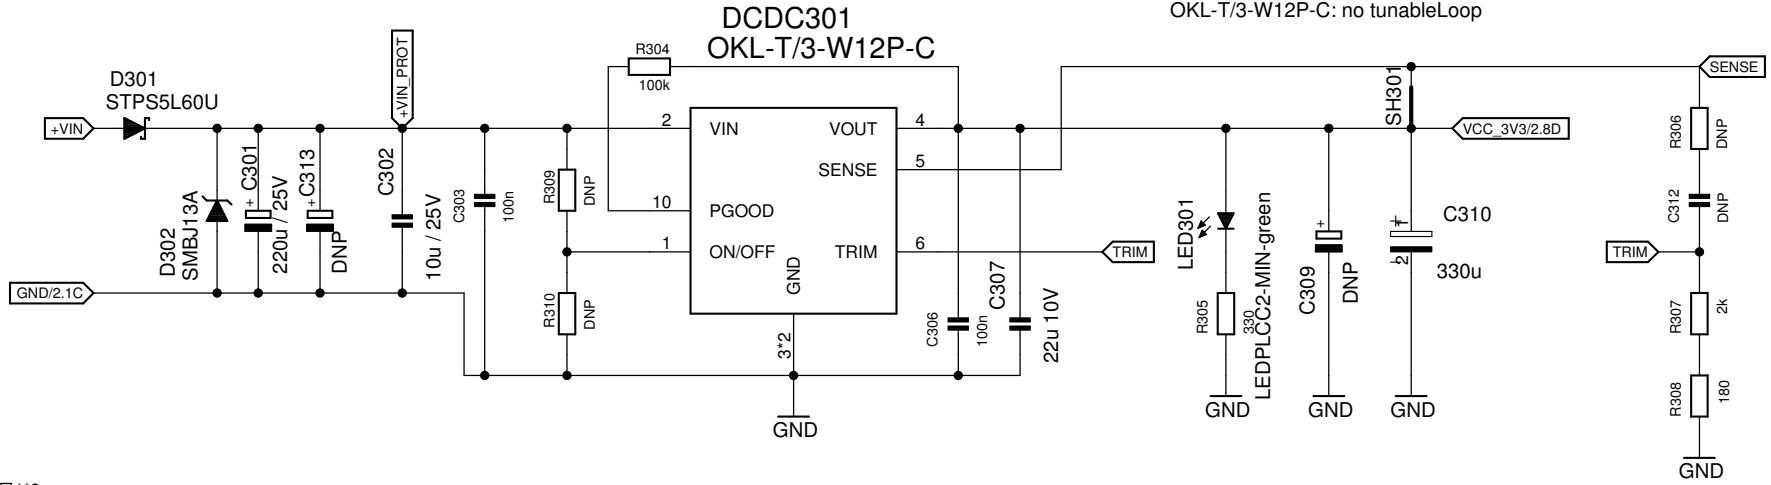 DCDC301
OKL-T/3-W12P-C
OKL-T/3-W12P-C: no tunableLoop
D301
STPS5L60U
+VIN
+VIN_PROT
GND/2.1C
D302
SMBJ13A
+
C301
220u / 25V
+
C313
DNP
C302
10u / 25V
C303
100n
R309
DNP
R310
DNP
R304
100k
2
VIN
10
PGOOD
1
ON/OFF
VOUT
4
SENSE
5
TRIM
6
GND
3*2
GND
TRIM
C306
100n
C307
22u 10V
LED301
LEDPLCC2-MIN-green
R305
330
GND
+
C309
DNP
GND
SH301
+
1
2
C310
330u
GND
VCC_3V3/2.8D
SENSE
R306
DNP
C312
DNP
TRIM
R307
2k
R308
180
GND